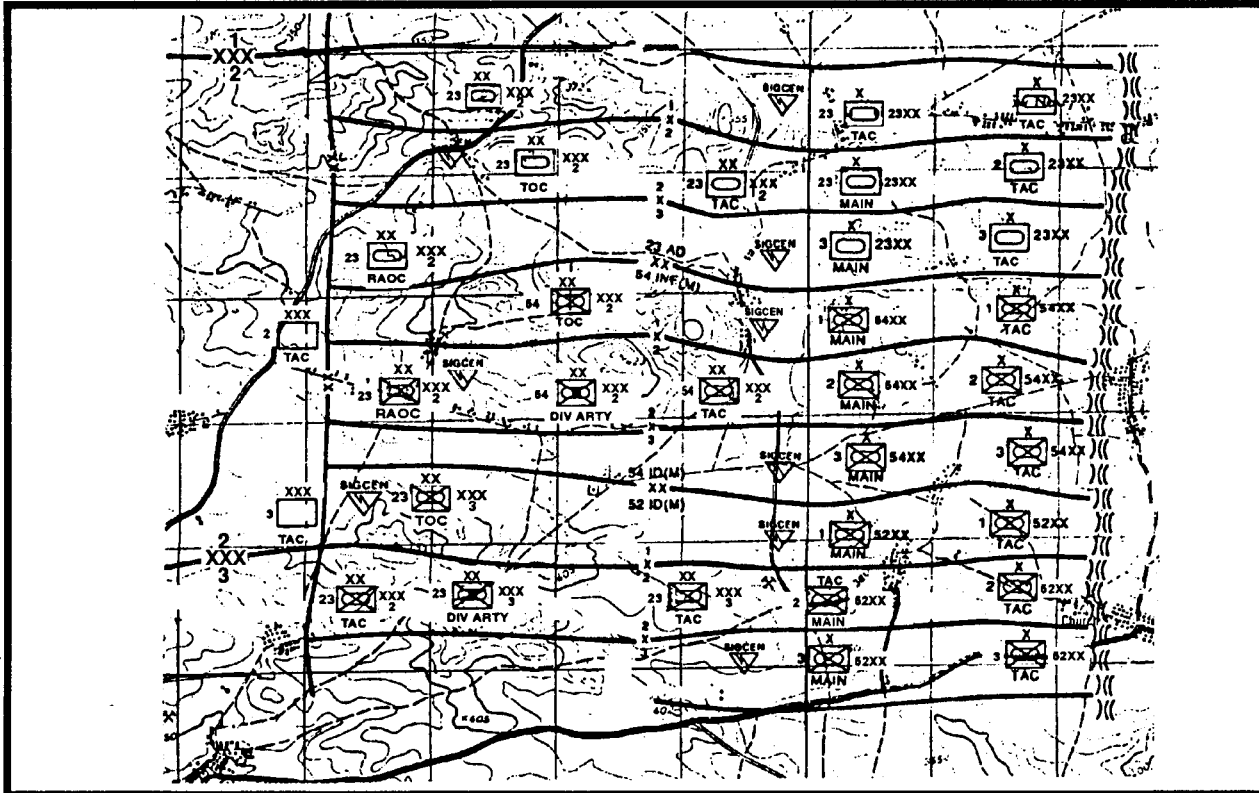 1
XXX
2
SIGCEN
XX
23 XXX
2
X
23 23XX
TAC
X
23XX
TAC
1
X
2
XX
23 XXX
2
TOC
XX
23 XXX
2
TAC
X
23 23XX
MAIN
X
2 23XX
TAC
2
X
3
XX
23 XXX
2
RAOC
23 AD
XX
54 INF(M)
SIGCEN
X
3 23XX
MAIN
X
3 23XX
TAC
XX
54 XXX
2
TOC
SIGCEN
X
1 54XX
MAIN
X
1 54XX
TAC
XXX
2
TAC
1
X
2
SIGCEN
XX
23 XXX
2
RAOC
XX
54 XXX
2
DIV ARTY
XX
54 XXX
2
TAC
X
2 54XX
MAIN
X
2 54XX
TAC
2
X
3
SIGCEN
X
3 54XX
MAIN
X
3 54XX
TAC
54 ID(M)
XX
52 ID(M)
XXX
3
TAC
SIGCEN
XX
23 XXX
3
TOC
SIGCEN
X
1 52XX
MAIN
X
1 52XX
TAC
2
XXX
3
1
X
2
603
XX
23 XXX
2
TAC
XX
23 XXX
3
DIV ARTY
XX
23 XXX
3
TAC
TAC
2 52XX
MAIN
X
2 52XX
TAC
2
X
3
SIGCEN
X
3 52XX
MAIN
X
3 52XX
TAC
x 605